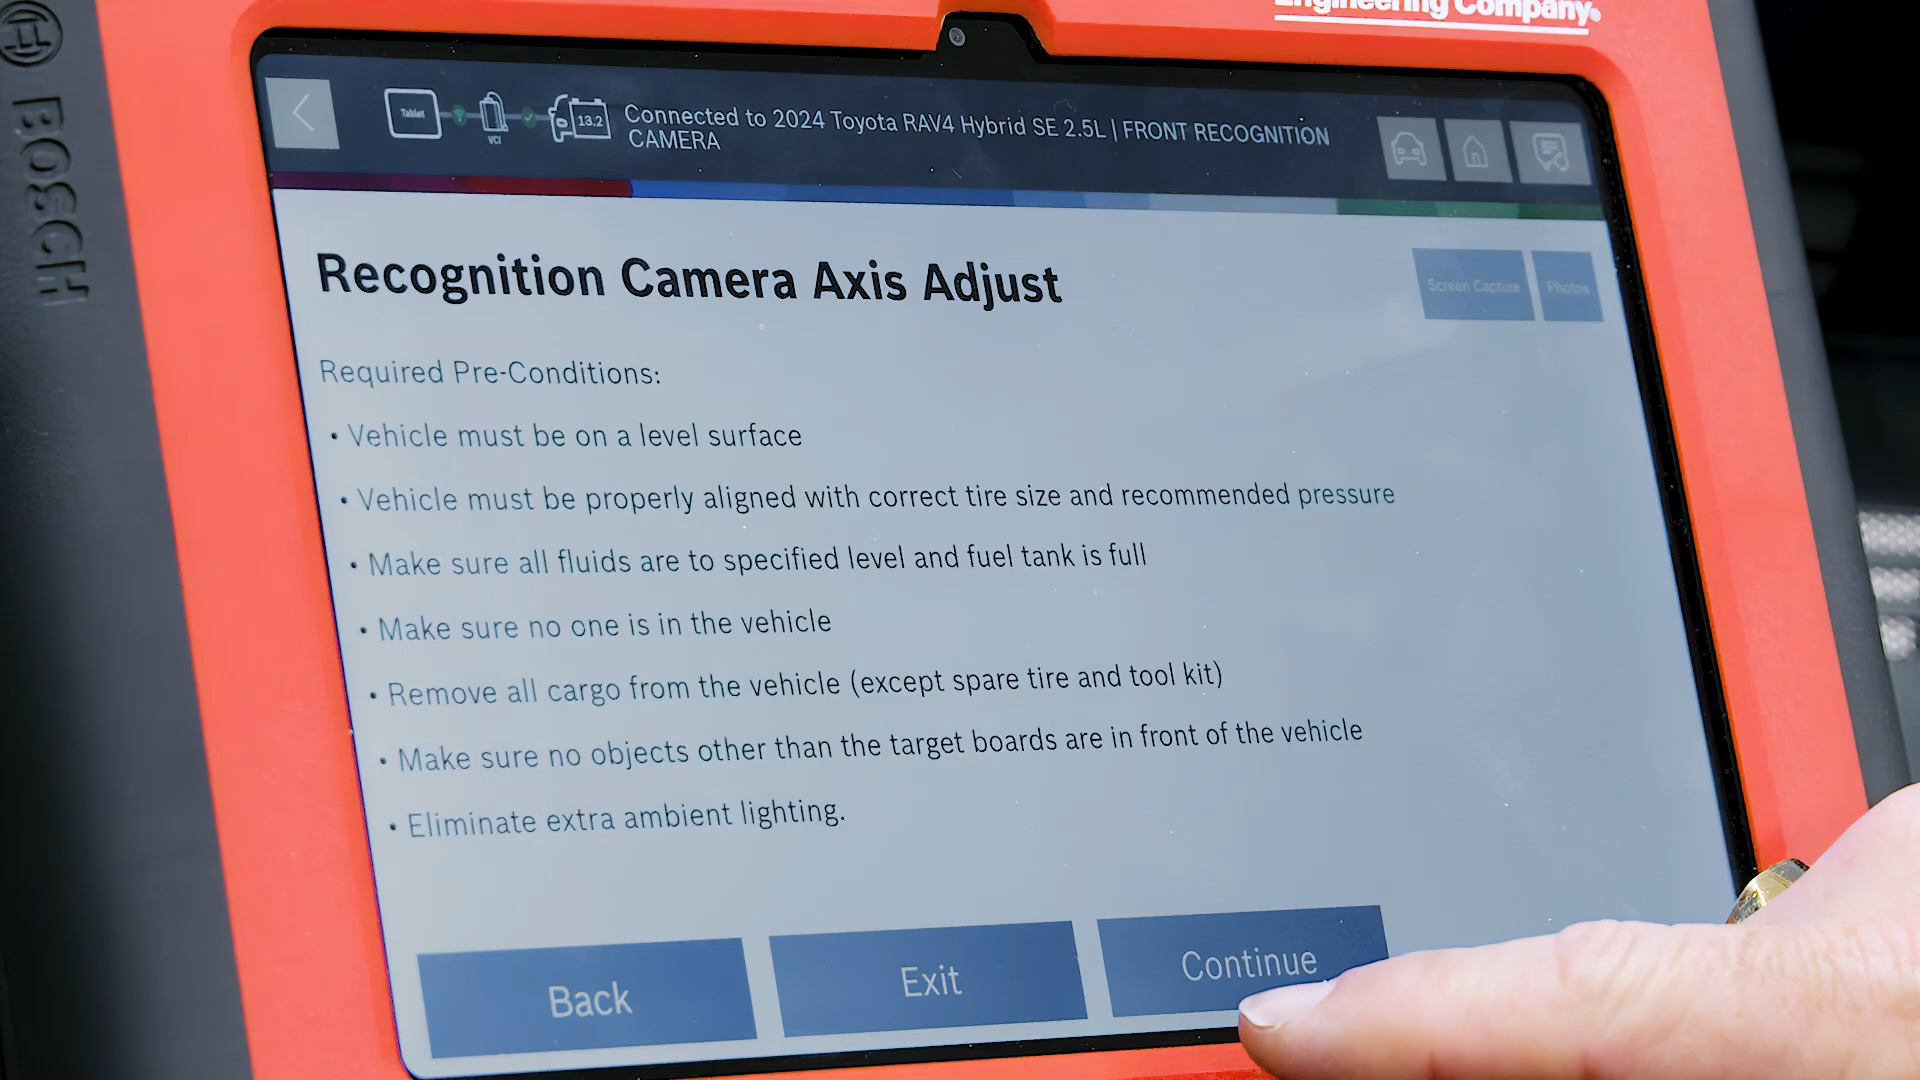 Engineering Company®
BOSCH
Tablet
VCI
13.2
Connected to 2024 Toyota RAV4 Hybrid SE 2.5L | FRONT RECOGNITION
CAMERA
Recognition Camera Axis Adjust
Screen Capture
Photos
Required Pre-Conditions:
• Vehicle must be on a level surface
• Vehicle must be properly aligned with correct tire size and recommended pressure
• Make sure all fluids are to specified level and fuel tank is full
• Make sure no one is in the vehicle
• Remove all cargo from the vehicle (except spare tire and tool kit)
• Make sure no objects other than the target boards are in front of the vehicle
• Eliminate extra ambient lighting.
Back
Exit
Continue